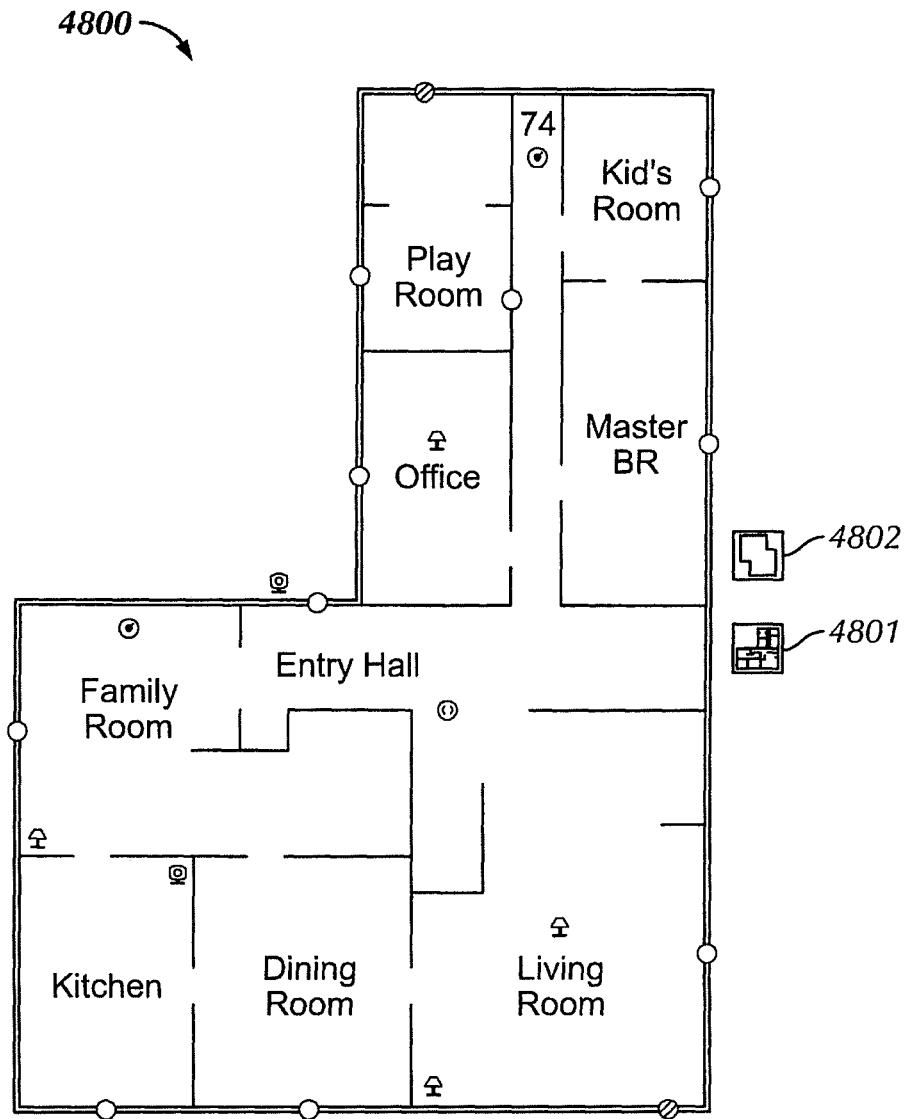 4800
74
Kid's
Room
Play
Room
Master
BR
Office
4802
4801
Entry Hall
Family
Room
Kitchen
Dining
Room
Living
Room